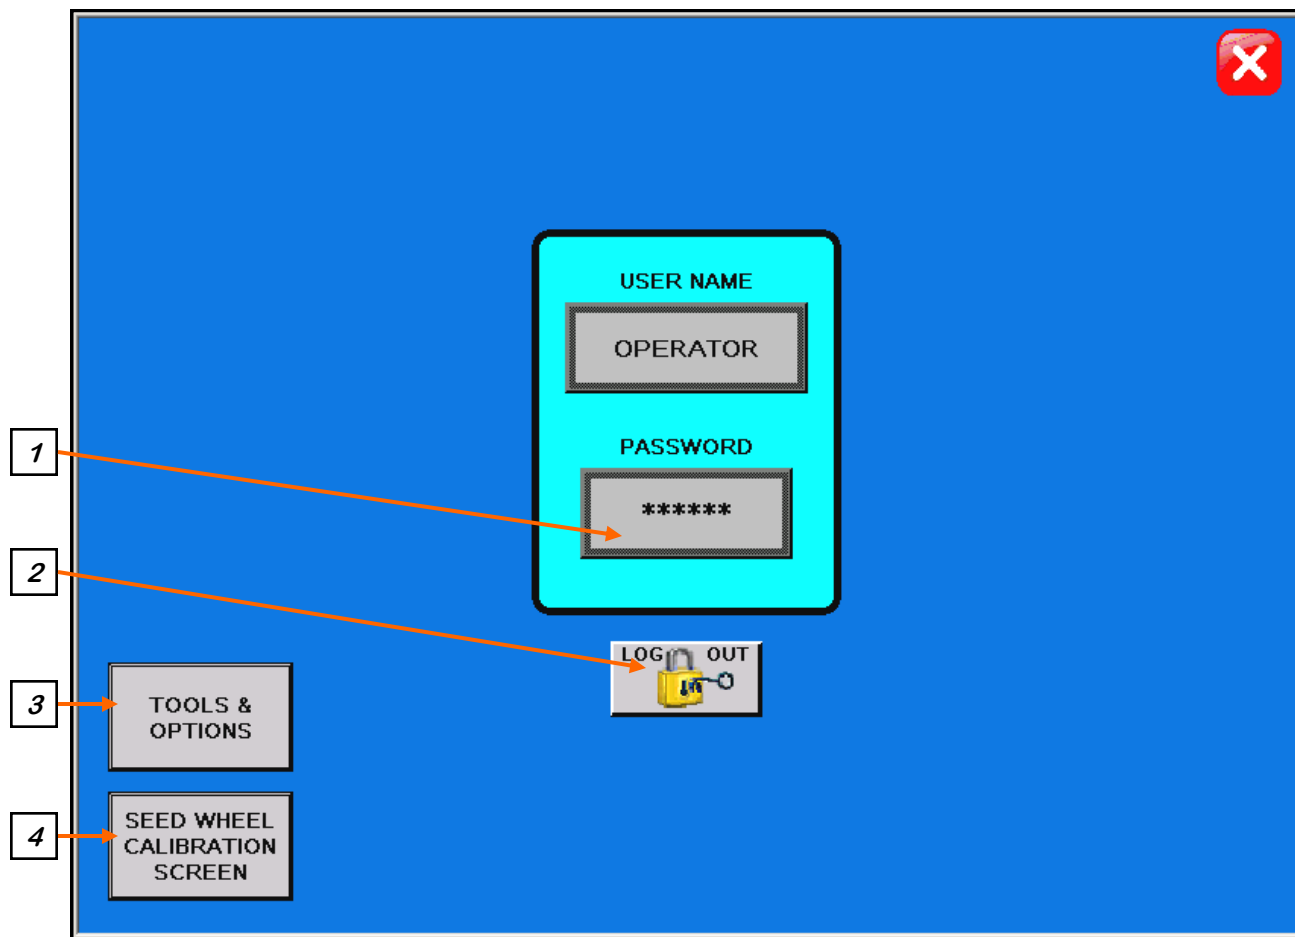 USER NAME
OPERATOR
1
PASSWORD
******
2
LOG OUT
3
TOOLS &
OPTIONS
4
SEED WHEEL
CALIBRATION
SCREEN